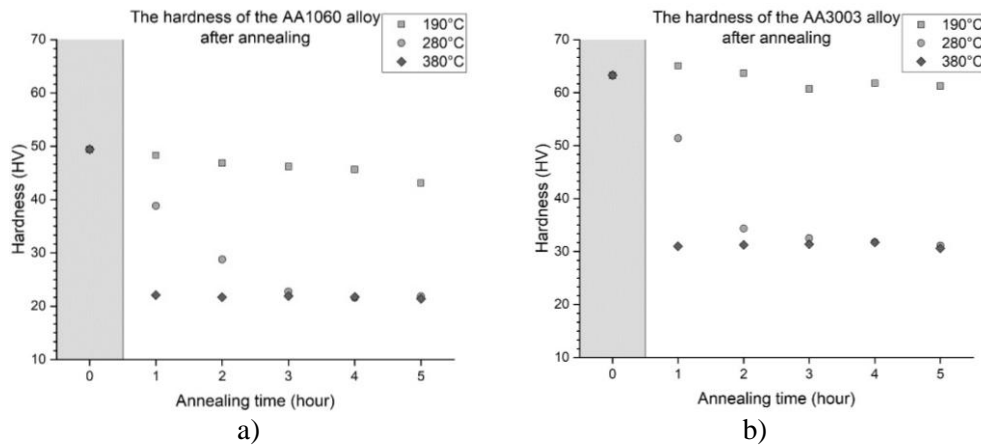 The hardness of the AA1060 alloy
after annealing
190°C
280°C
380°C
70
60
50
40
30
20
10
Hardness (HV)
0 1 2 3 4 5
Annealing time (hour)
a)
The hardness of the AA3003 alloy
after annealing
190°C
280°C
380°C
70
60
50
40
30
20
10
Hardness (HV)
0 1 2 3 4 5
Annealing time (hour)
b)